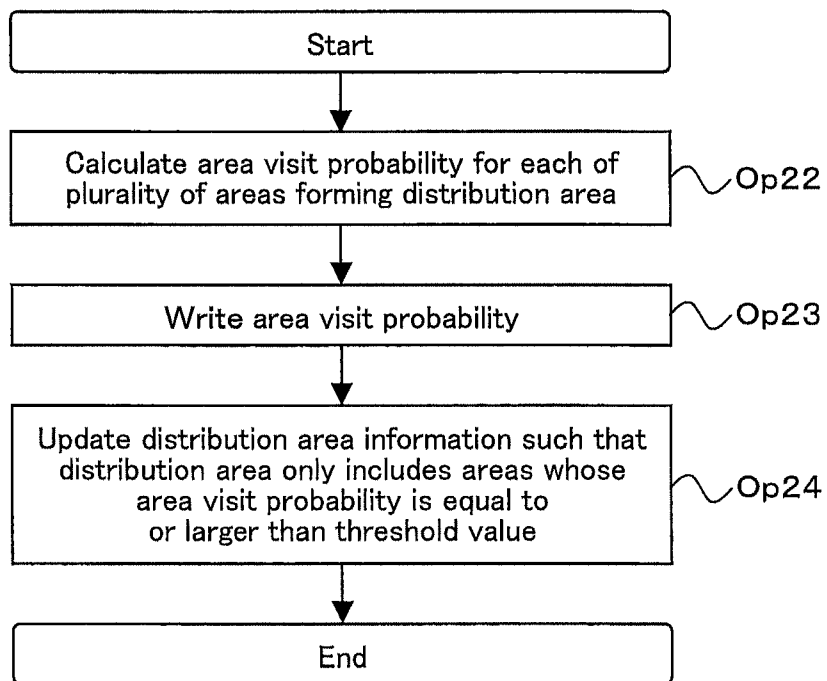 Start
Calculate area visit probability for each of
plurality of areas forming distribution area
Op22
Write area visit probability
Op23
Update distribution area information such that
distribution area only includes areas whose
area visit probability is equal to
or larger than threshold value
Op24
End